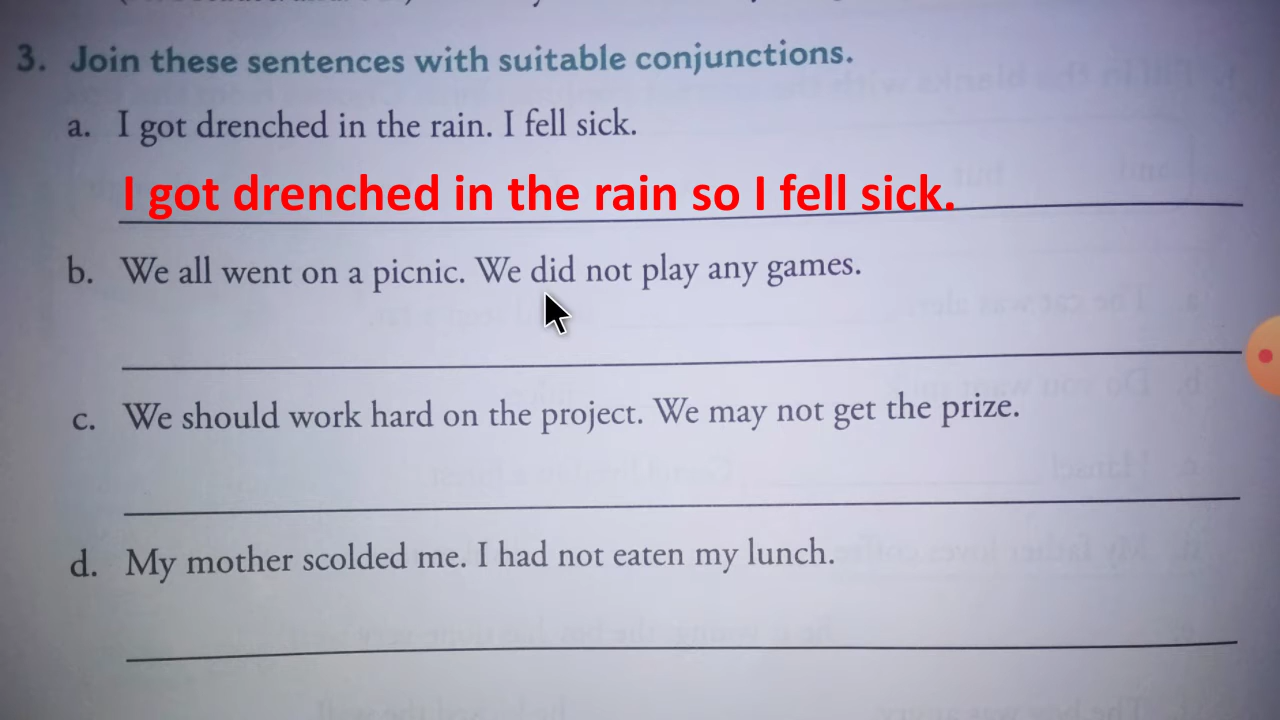 3. Join these sentences with suitable conjunctions.
a. I got drenched in the rain. I fell sick.
I got drenched in the rain so I fell sick.
b. We all went on a picnic. We did not play any games.
c. We should work hard on the project. We may not get the prize.
d. My mother scolded me. I had not eaten my lunch.